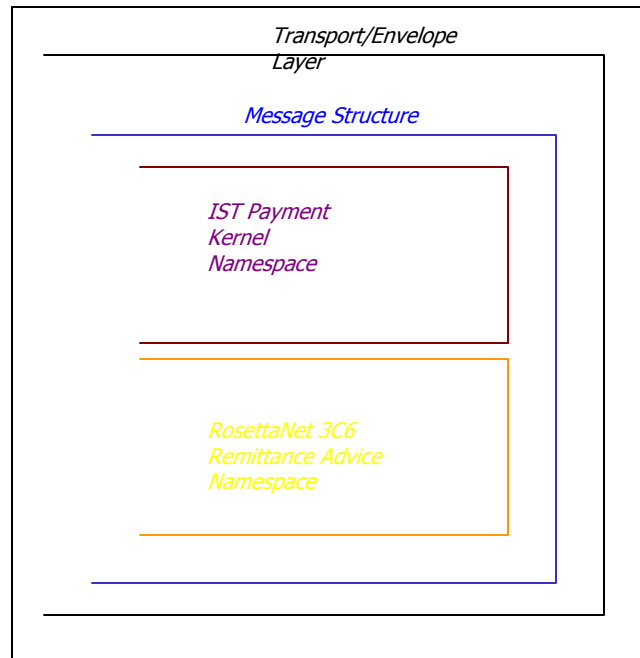 Transport/Envelope
Layer
Message Structure
IST Payment
Kernel
Namespace
RosettaNet 3C6
Remittance Advice
Namespace